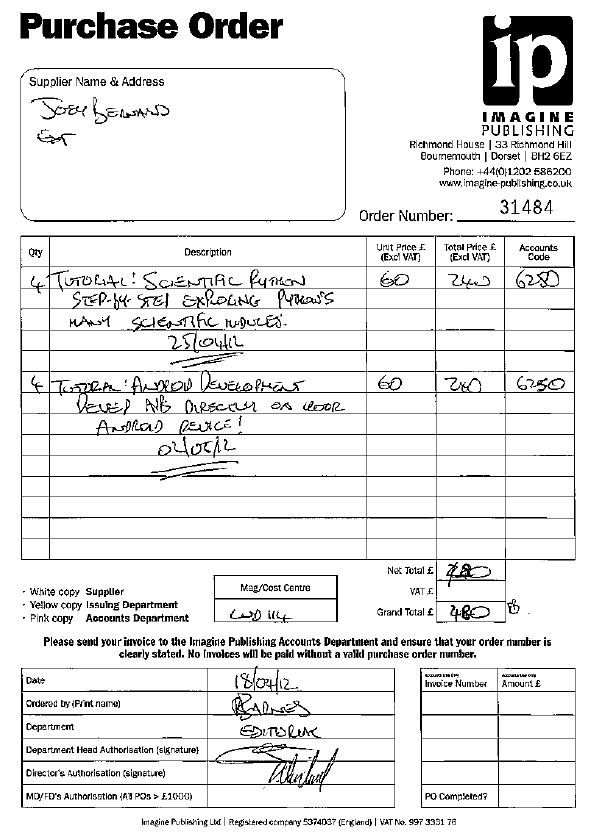 Purchase Order
Supplier Name & Address
Joey Bernard
ip
IMAGINE
PUBLISHING
Richmond House | 33 Richmond Hill
Bournemouth | Dorset | BH2 6EZ
Phone: +44(0)1202 586200
www.imagine-publishing.co.uk
Order Number: 31484
Qty Description Unit Price £ (Excl VAT) Total Price £ (Excl VAT) Accounts Code
4 TUTORIAL: SCIENTIFIC PYTHON 60 240 6250
STEP-BY-STEP EXPLORING PYTHON'S
MANY SCIENTIFIC MODULES.
25/04/12
4 TUTORIAL: ANDROID DEVELOPMENT 60 240 6250
DEVELOP DIRECTLY ON YOUR
ANDROID DEVICE!
02/05/12
Net Total £ 480
VAT £
Grand Total £ 480
· White copy Supplier
· Yellow copy Issuing Department
· Pink copy Accounts Department
Mag/Cost Centre
LUD 114
Please send your invoice to the Imagine Publishing Accounts Department and ensure that your order number is
clearly stated. No invoices will be paid without a valid purchase order number.
Date 18/04/12
Ordered by (Print name) R BARNES
Department EDITORIAL
Department Head Authorisation (signature)
Director's Authorisation (signature)
MD/FD's Authorisation (All POs > £1000)
Invoice Number Amount £
PO Completed?
Imagine Publishing Ltd | Registered company 5374037 (England) | VAT No. 997 3331 76